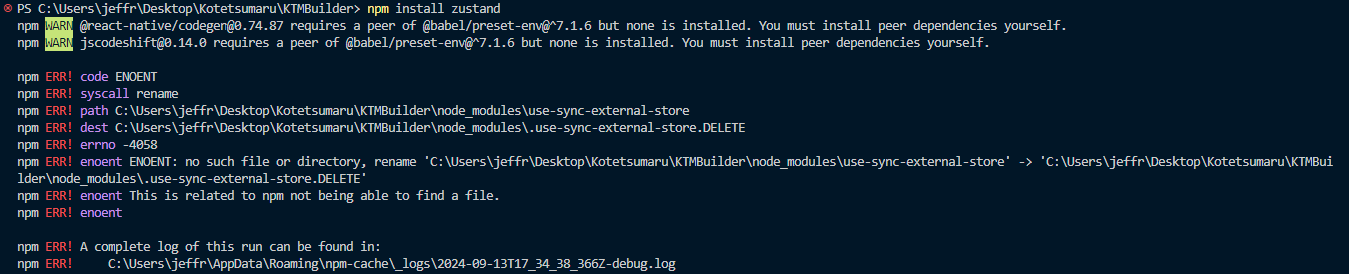 PS C:\Users\jeffr\Desktop\Kotetsumaru\KTMBuilder> npm install zustand
npm WARN @react-native/codegen@0.74.87 requires a peer of @babel/preset-env@^7.1.6 but none is installed. You must install peer dependencies yourself.
npm WARN jscodeshift@0.14.0 requires a peer of @babel/preset-env@^7.1.6 but none is installed. You must install peer dependencies yourself.
npm ERR! code ENOENT
npm ERR! syscall rename
npm ERR! path C:\Users\jeffr\Desktop\Kotetsumaru\KTMBuilder\node_modules\use-sync-external-store
npm ERR! dest C:\Users\jeffr\Desktop\Kotetsumaru\KTMBuilder\node_modules\.use-sync-external-store.DELETE
npm ERR! errno -4058
npm ERR! enoent ENOENT: no such file or directory, rename 'C:\Users\jeffr\Desktop\Kotetsumaru\KTMBuilder\node_modules\use-sync-external-store' -> 'C:\Users\jeffr\Desktop\Kotetsumaru\KTMBui
lder\node_modules\.use-sync-external-store.DELETE'
npm ERR! enoent This is related to npm not being able to find a file.
npm ERR! enoent
npm ERR! A complete log of this run can be found in:
npm ERR!     C:\Users\jeffr\AppData\Roaming\npm-cache\_logs\2024-09-13T17_34_38_366Z-debug.log